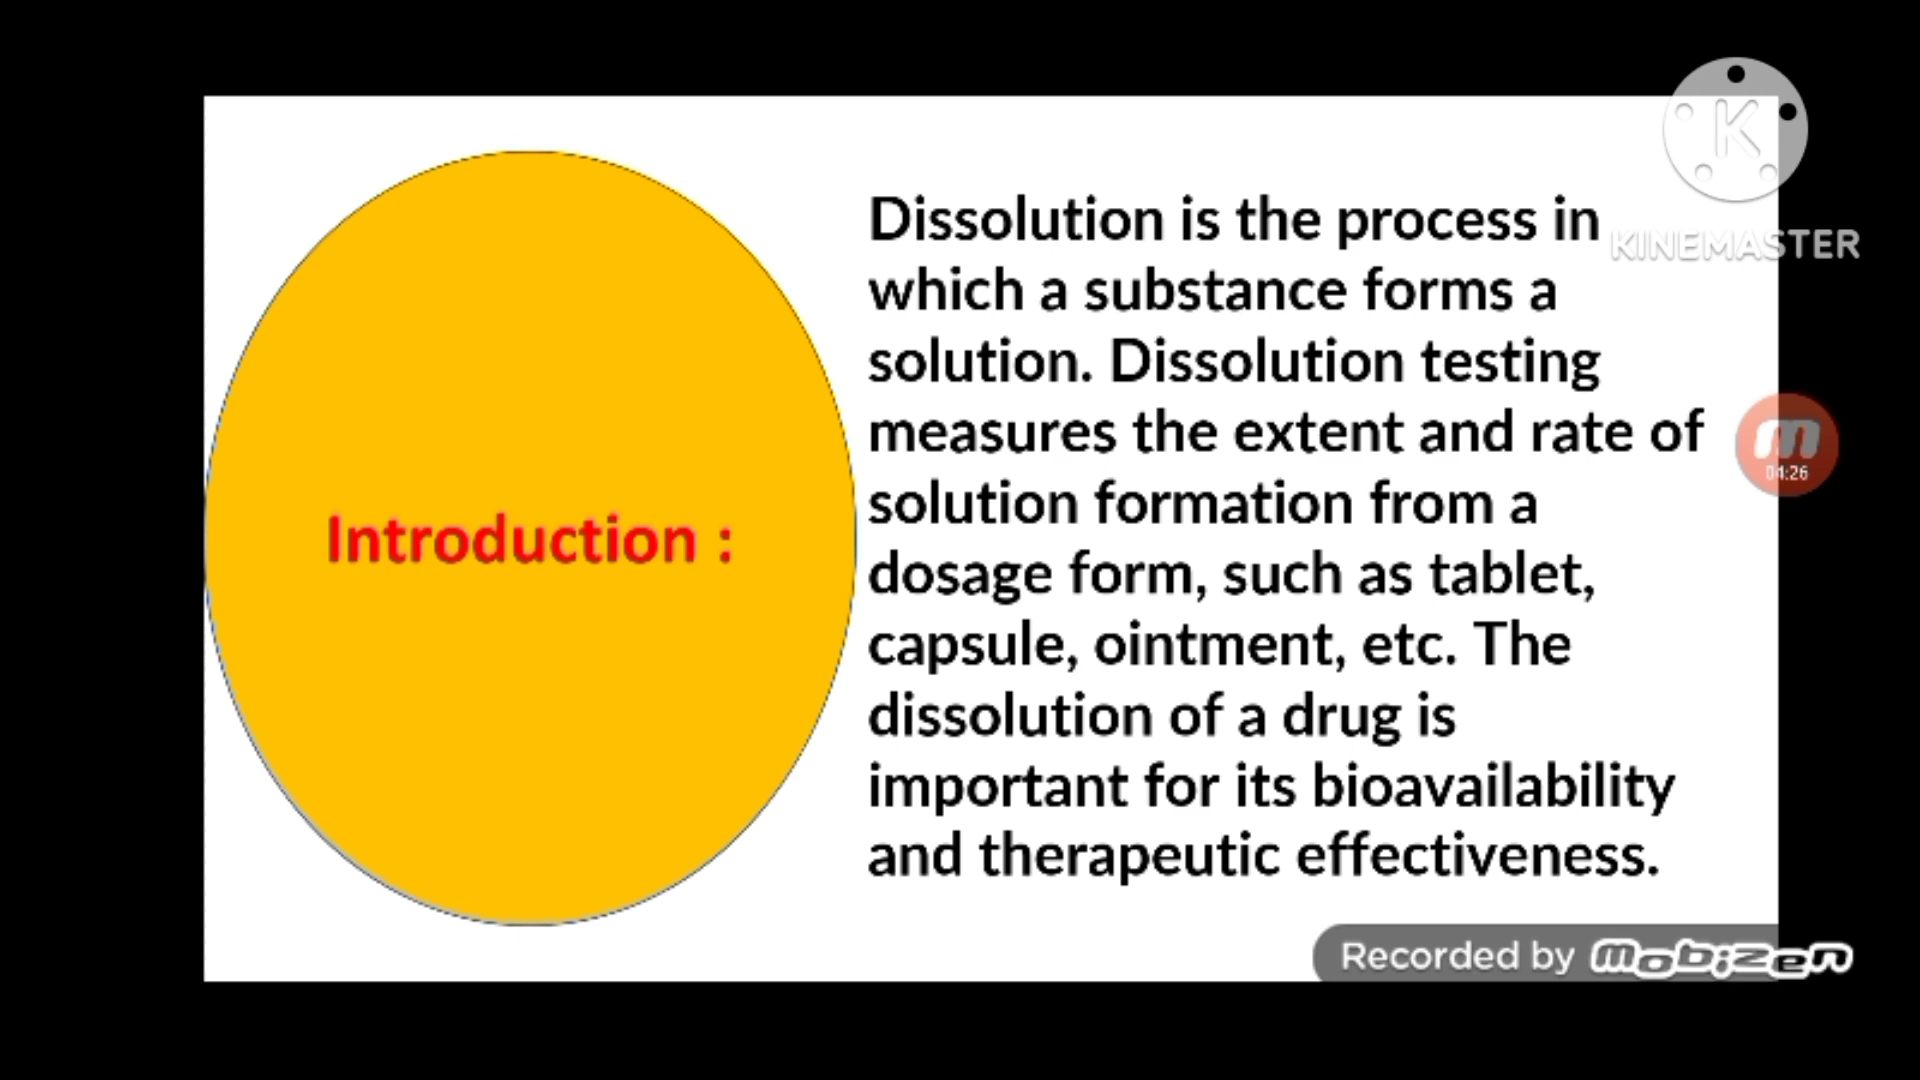 Introduction :
Dissolution is the process in
which a substance forms a
solution. Dissolution testing
measures the extent and rate of
solution formation from a
dosage form, such as tablet,
capsule, ointment, etc. The
dissolution of a drug is
important for its bioavailability
and therapeutic effectiveness.
K
KINEMASTER
m
04:26
Recorded by mobizen